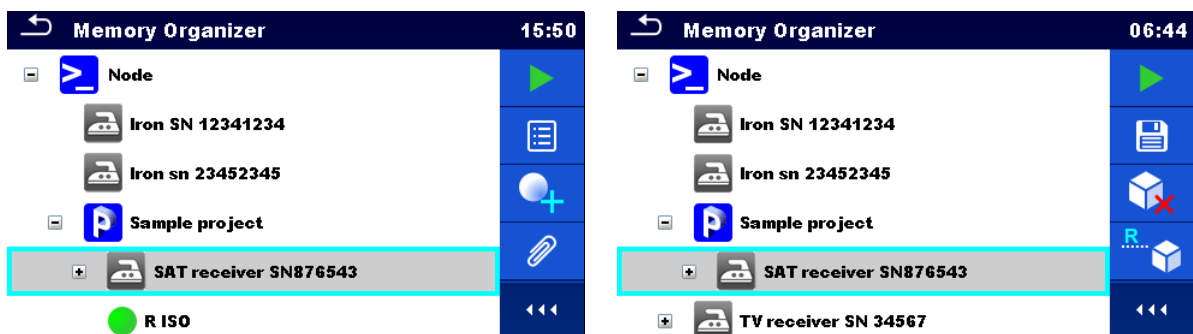 Memory Organizer 15:50
Node
Iron SN 12341234
Iron sn 23452345
Sample project
SAT receiver SN876543
R ISO
Memory Organizer 06:44
Node
Iron SN 12341234
Iron sn 23452345
Sample project
R
SAT receiver SN876543
TV receiver SN 34567